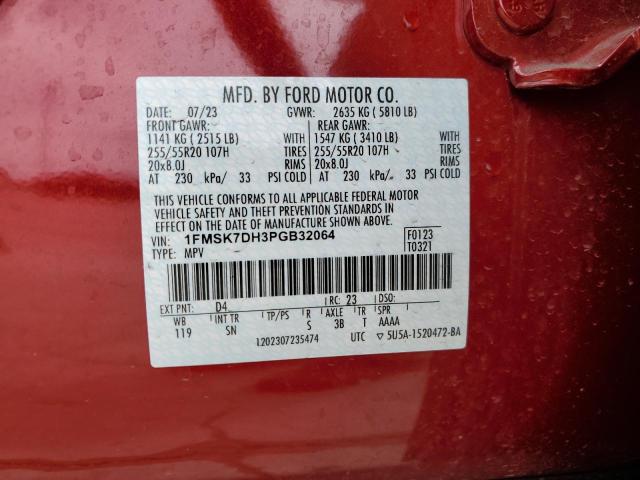 MFD. BY FORD MOTOR CO.
DATE: 07/23 GVWR: 2635 KG ( 5810 LB)
FRONT GAWR: REAR GAWR:
1141 KG ( 2515 LB) WITH 1547 KG ( 3410 LB) WITH
255/55R20 107H TIRES 255/55R20 107H TIRES
20x8.0J RIMS 20x8.0J RIMS
AT 230 kPa/ 33 PSI COLD AT 230 kPa/ 33 PSI COLD
THIS VEHICLE CONFORMS TO ALL APPLICABLE FEDERAL MOTOR
VEHICLE SAFETY AND THEFT PREVENTION STANDARDS IN
EFFECT ON THE DATE OF MANUFACTURE SHOWN ABOVE.
VIN: 1FMSK7DH3PGB32064 F0123
TYPE: MPV T0321
EXT PNT: D4 RC: 23 DSO:
WB INT TR TP/PS R AXLE TR SPR
119 SN S 3B T AAAA
1202307235474 UTC ▽ 5U5A-1520472-BA